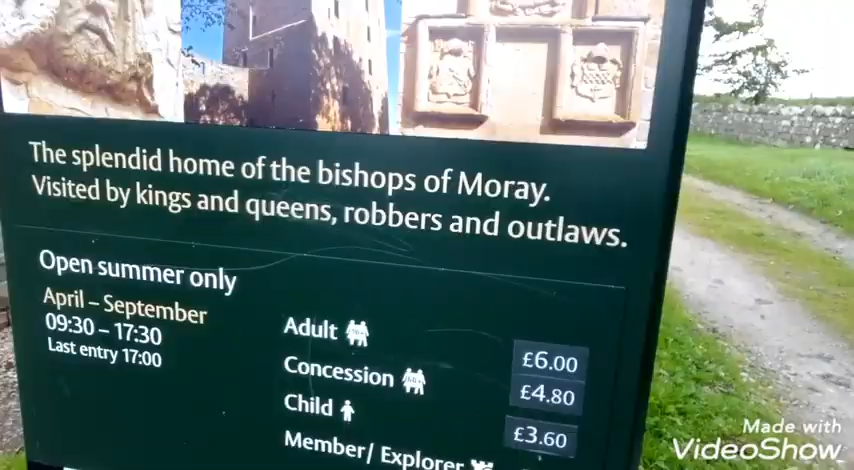 The splendid home of the bishops of Moray.
Visited by kings and queens, robbers and outlaws.
Open summer only
April – September
09:30 – 17:30
Last entry 17:00
Adult £6.00
Concession £4.80
Child £3.60
Member/ Explorer
Made with
VideoShow